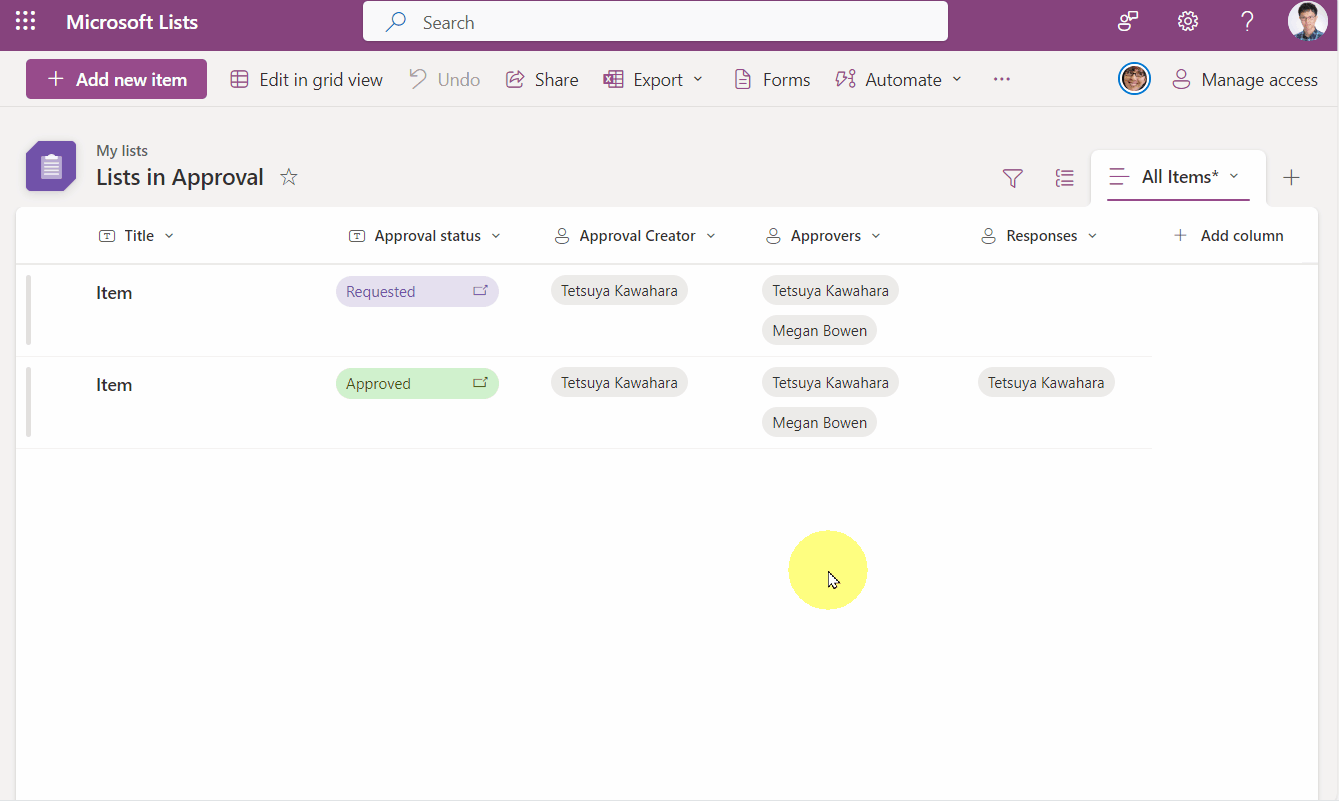 Microsoft Lists
Search
Add new item
Edit in grid view
Undo
Share
Export
Forms
Automate
Manage access
My lists
Lists in Approval
All Items*
Title
Approval status
Approval Creator
Approvers
Responses
Add column
Item
Requested
Tetsuya Kawahara
Tetsuya Kawahara
Megan Bowen
Item
Approved
Tetsuya Kawahara
Tetsuya Kawahara
Megan Bowen
Tetsuya Kawahara